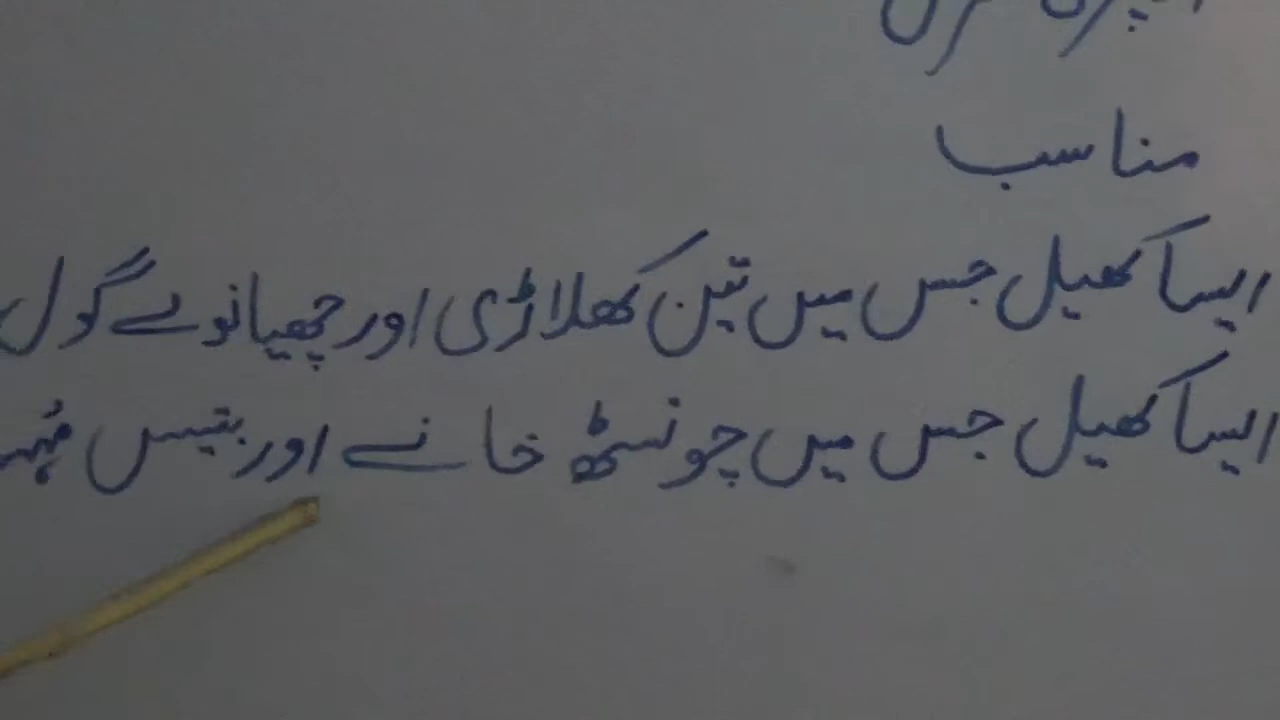 مناسب
ایسا کھیل جس میں تین کھلاڑی اور چھیانوے گول
ایسا کھیل جس میں چونسٹھ خانے اور بتیس